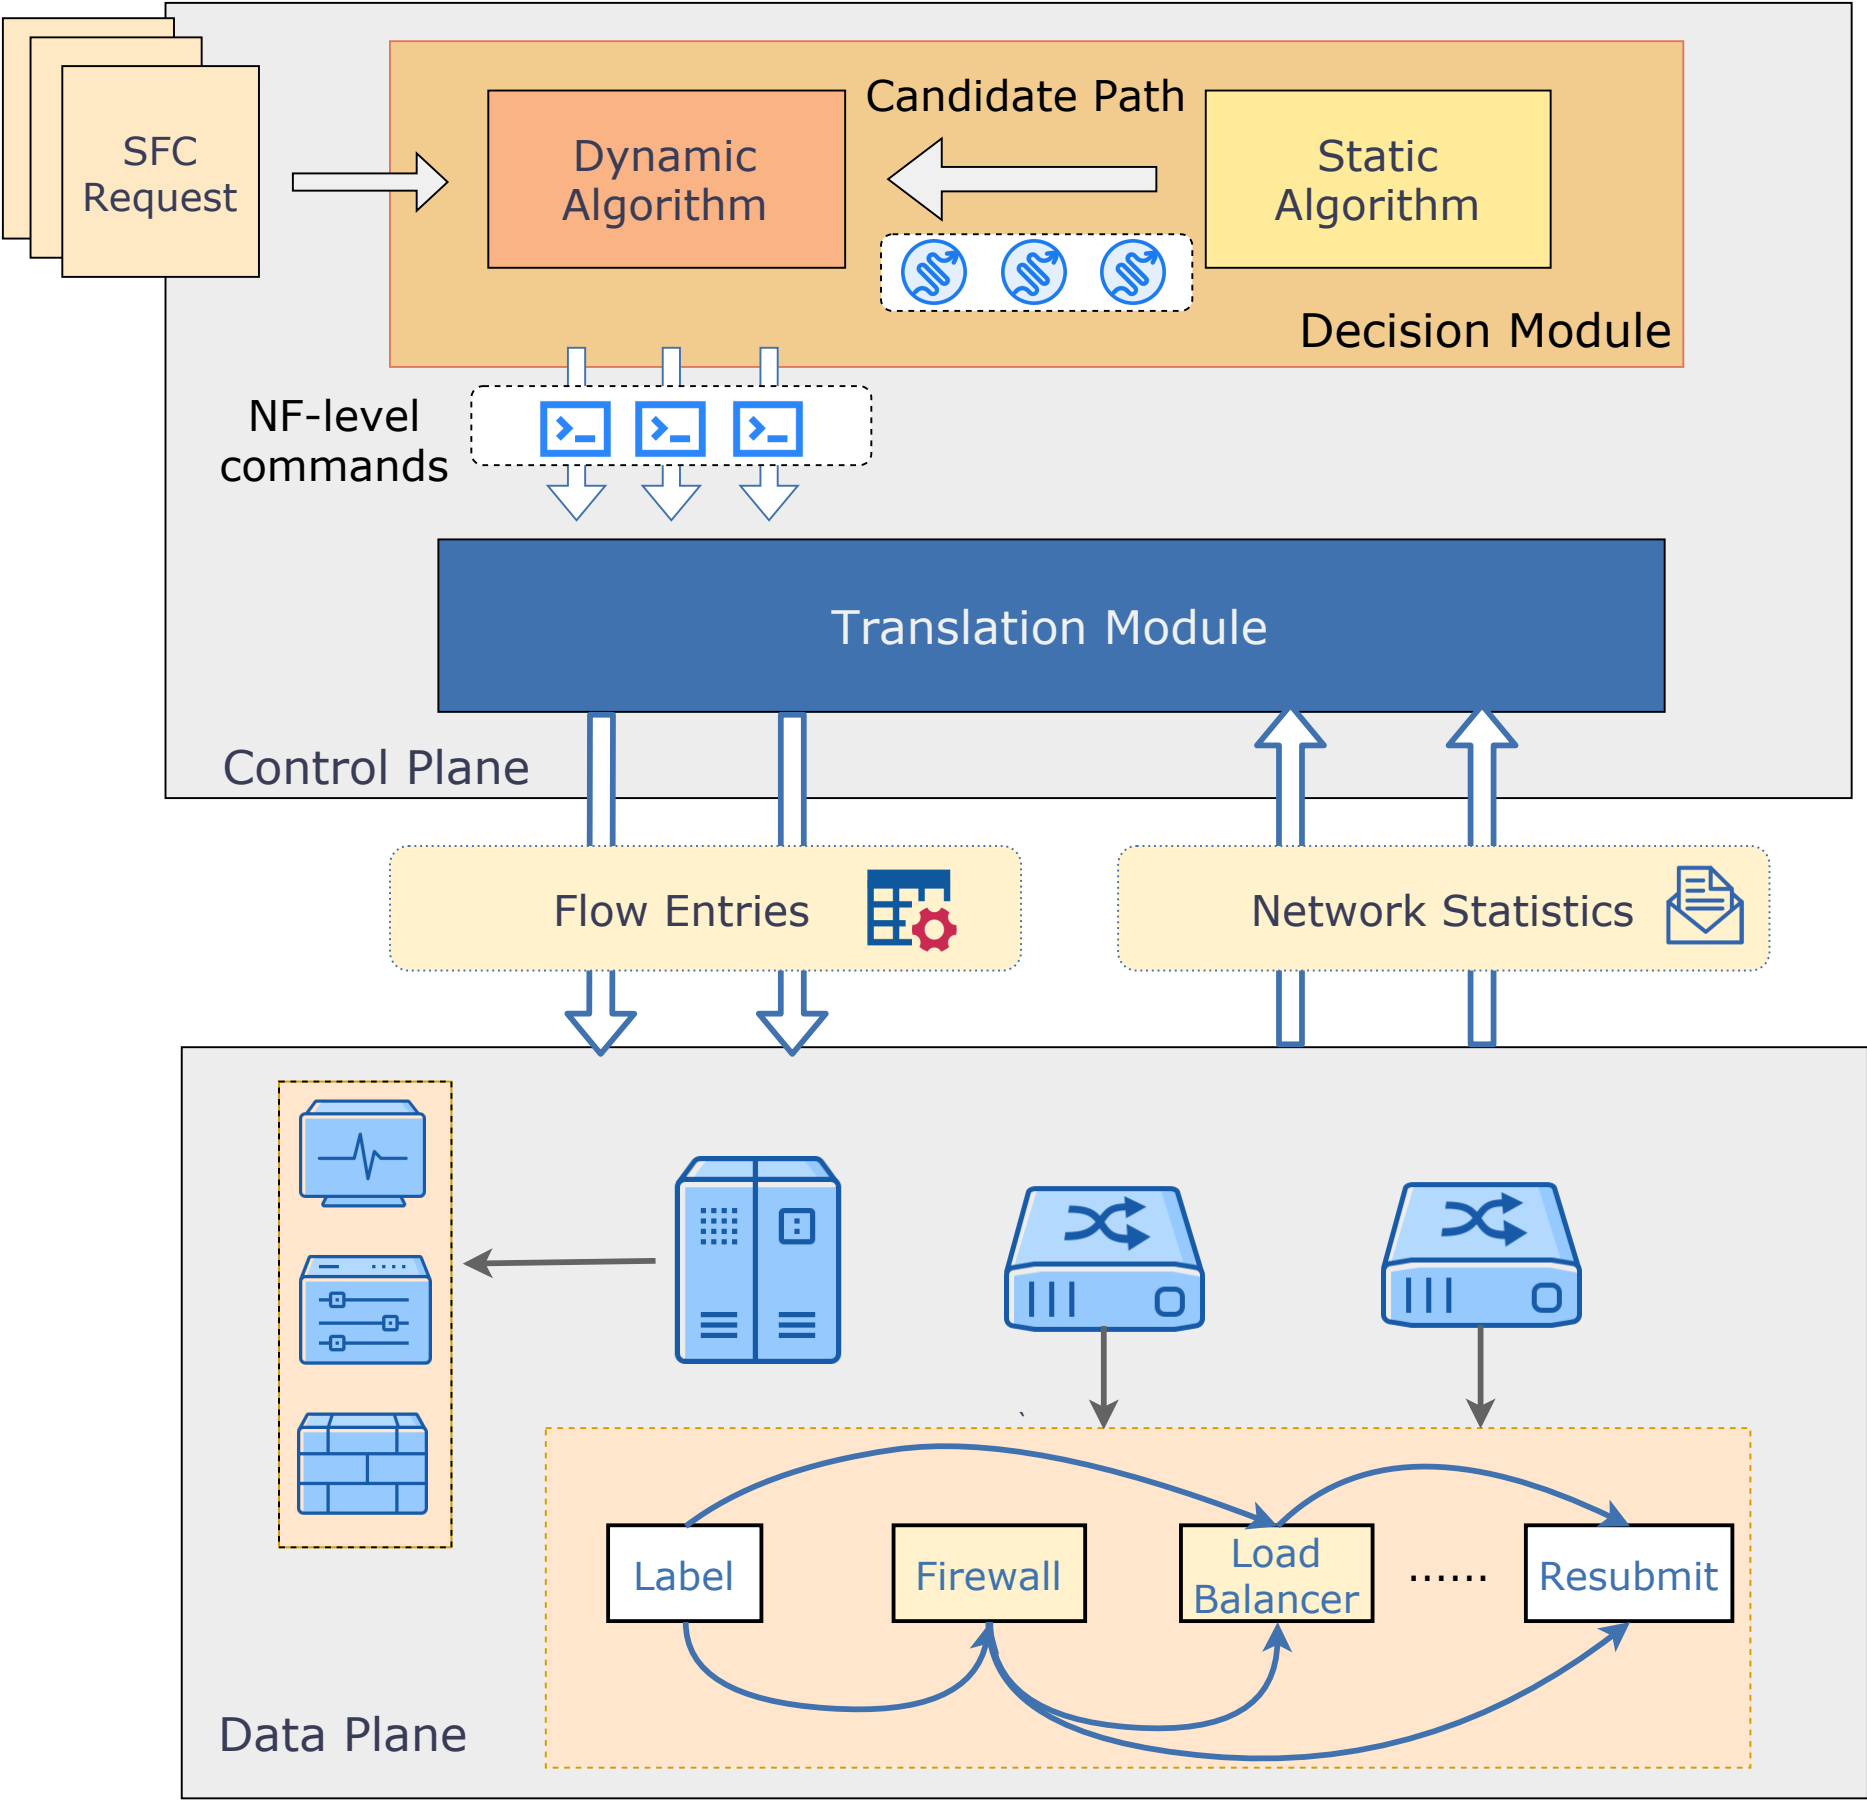 SFC
Request
Dynamic
Algorithm
Candidate Path
Static
Algorithm
Decision Module
NF-level
commands
Translation Module
Control Plane
Flow Entries
Network Statistics
`
Label
Firewall
Load
Balancer
......
Resubmit
Data Plane